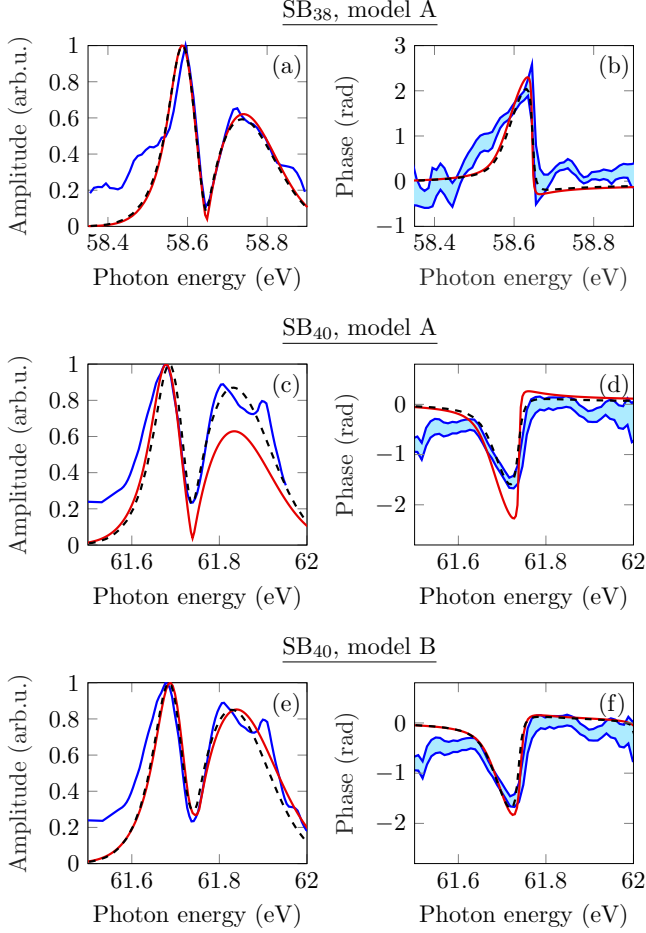 SB38, model A
(a)
Amplitude (arb.u.)
1
0.8
0.6
0.4
0.2
0
58.4 58.6 58.8
Photon energy (eV)
(b)
Phase (rad)
3
2
1
0
−1
58.4 58.6 58.8
Photon energy (eV)
SB40, model A
(c)
Amplitude (arb.u.)
1
0.8
0.6
0.4
0.2
0
61.6 61.8 62
Photon energy (eV)
(d)
Phase (rad)
0
−1
−2
61.6 61.8 62
Photon energy (eV)
SB40, model B
(e)
Amplitude (arb.u.)
1
0.8
0.6
0.4
0.2
0
61.6 61.8 62
Photon energy (eV)
(f)
Phase (rad)
0
−1
−2
61.6 61.8 62
Photon energy (eV)